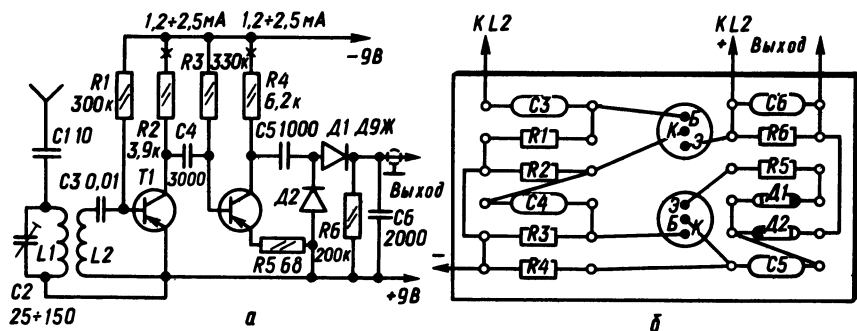 1,2÷2,5мА 1,2÷2,5мА
-9В
R1 300к
R3 330к
R4 6,2к
C1 10
R2 3,9к
C4 3000
C5 1000
Д1 Д9Ж
C3 0,01
T1
Д2
Выход
L1
L2
R6 200к
C6 2000
R5 68
C2 25÷150
+9В
а
KL2
KL2
+ Выход
C3
R1
R2
C4
R3
R4
Б
К
Э
Э
Б К
C6
R6
R5
Д1
Д2
C5
-
б